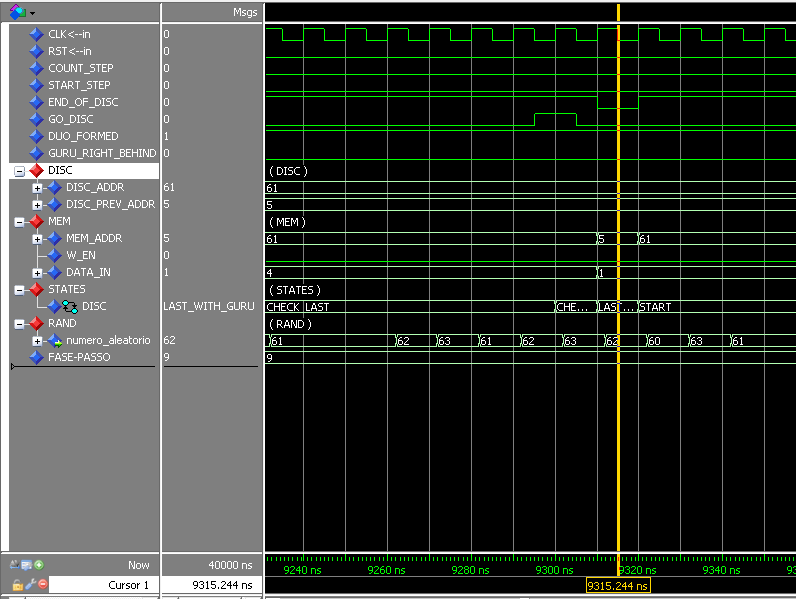 Msgs
CLK<--in 0
RST<--in 0
COUNT_STEP 0
START_STEP 0
END_OF_DISC 0
GO_DISC 0
DUO_FORMED 1
GURU_RIGHT_BEHIND 0
DISC ( DISC )
DISC_ADDR 61 61
DISC_PREV_ADDR 5 5
MEM ( MEM )
MEM_ADDR 5 61 5 61
W_EN 0
DATA_IN 1 4 1
STATES ( STATES )
DISC LAST_WITH_GURU CHECK LAST CHE... LAS... START
RAND ( RAND )
numero_aleatorio 62 61 62 63 61 62 63 62 60 63 61
FASE-PASSO 9 9
Now 40000 ns 9240 ns 9260 ns 9280 ns 9300 ns 9320 ns 9340 ns 93
Cursor 1 9315.244 ns 9315.244 ns